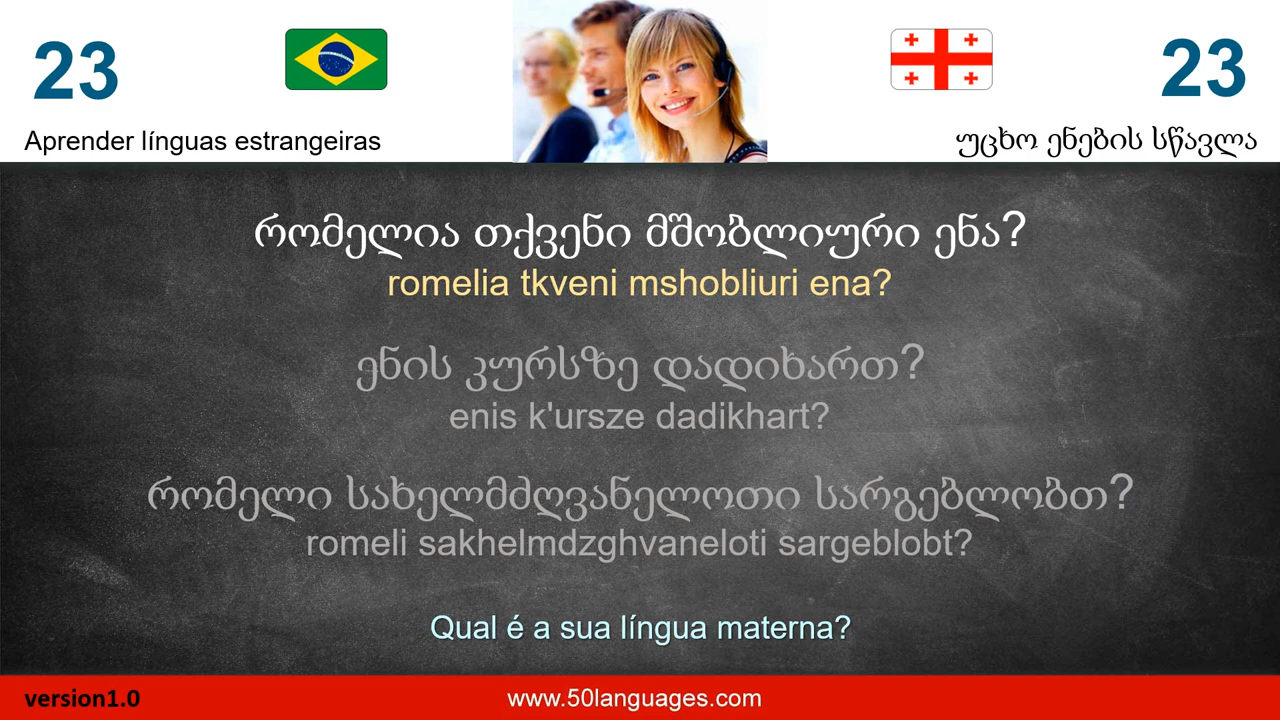 23
23
Aprender línguas estrangeiras
უცხო ენების სწავლა
რომელია თქვენი მშობლიური ენა?
romelia tkveni mshobliuri ena?
ენის კურსზე დადიხართ?
enis k'ursze dadikhart?
რომელი სახელმძღვანელოთი სარგებლობთ?
romeli sakhelmdzghvaneloti sargeblobt?
Qual é a sua língua materna?
version1.0
www.50languages.com